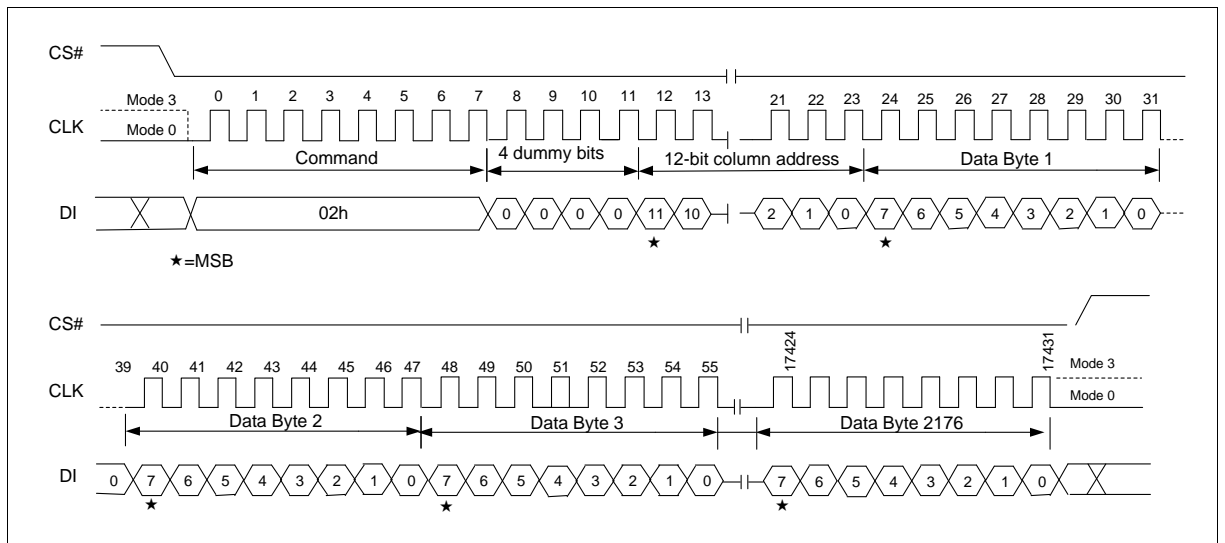 CS#
Mode 3
0 1 2 3 4 5 6 7 8 9 10 11 12 13 21 22 23 24 25 26 27 28 29 30 31
CLK
Mode 0
Command
4 dummy bits
12-bit column address
Data Byte 1
DI
02h
0 0 0 0 11 10 2 1 0 7 6 5 4 3 2 1 0
★ ★
★=MSB
CS#
39 40 41 42 43 44 45 46 47 48 49 50 51 52 53 54 55 17424 17431
Mode 3
CLK
Mode 0
Data Byte 2
Data Byte 3
Data Byte 2176
DI
0 7 6 5 4 3 2 1 0 7 6 5 4 3 2 1 0 7 6 5 4 3 2 1 0
★ ★ ★